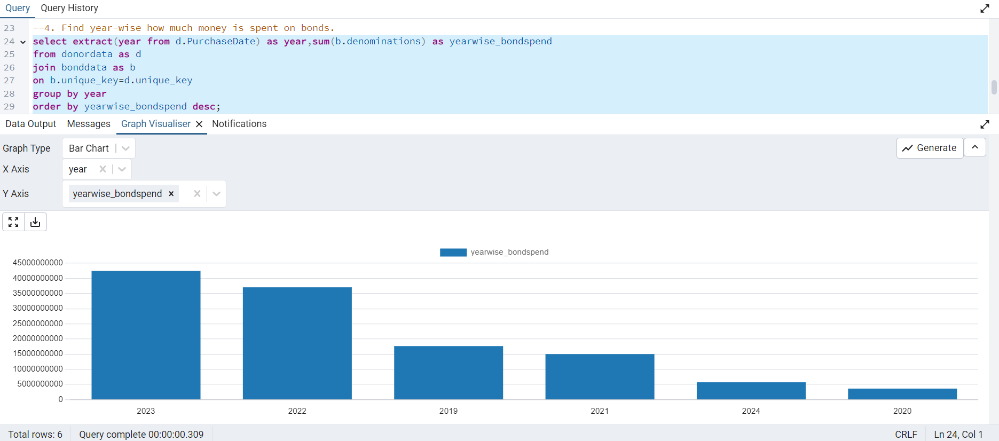 Query Query History
23 --4. Find year-wise how much money is spent on bonds.
24 select extract(year from d.PurchaseDate) as year,sum(b.denominations) as yearwise_bondspend
25 from donordata as d
26 join bonddata as b
27 on b.unique_key=d.unique_key
28 group by year
29 order by yearwise_bondspend desc;
Data Output Messages Graph Visualiser Notifications
Graph Type Bar Chart Generate
X Axis year
Y Axis yearwise_bondspend
yearwise_bondspend
45000000000
40000000000
35000000000
30000000000
25000000000
20000000000
15000000000
10000000000
5000000000
0
2023 2022 2019 2021 2024 2020
Total rows: 6 Query complete 00:00:00.309 CRLF Ln 24, Col 1